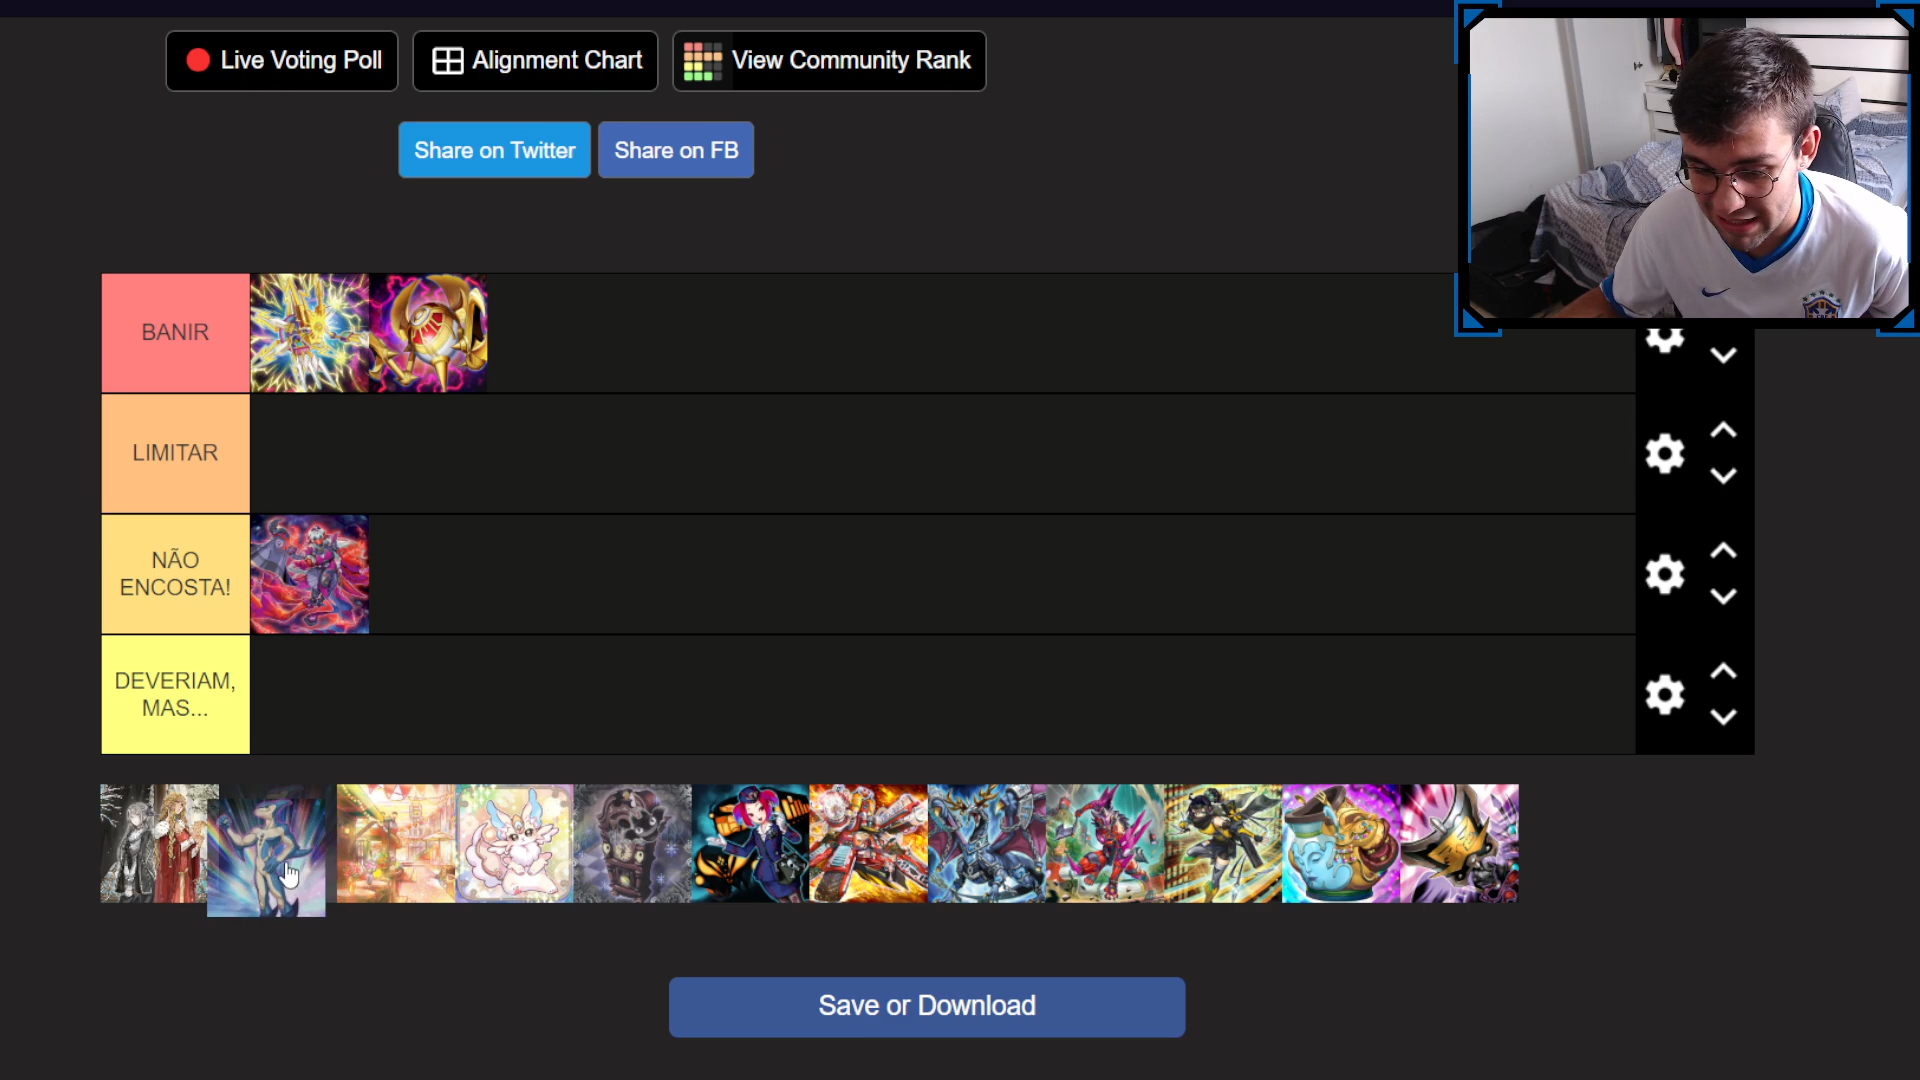 Live Voting Poll
Alignment Chart
View Community Rank
Share on Twitter
Share on FB
BANIR
LIMITAR
NÃO
ENCOSTA!
DEVERIAM,
MAS...
Save or Download